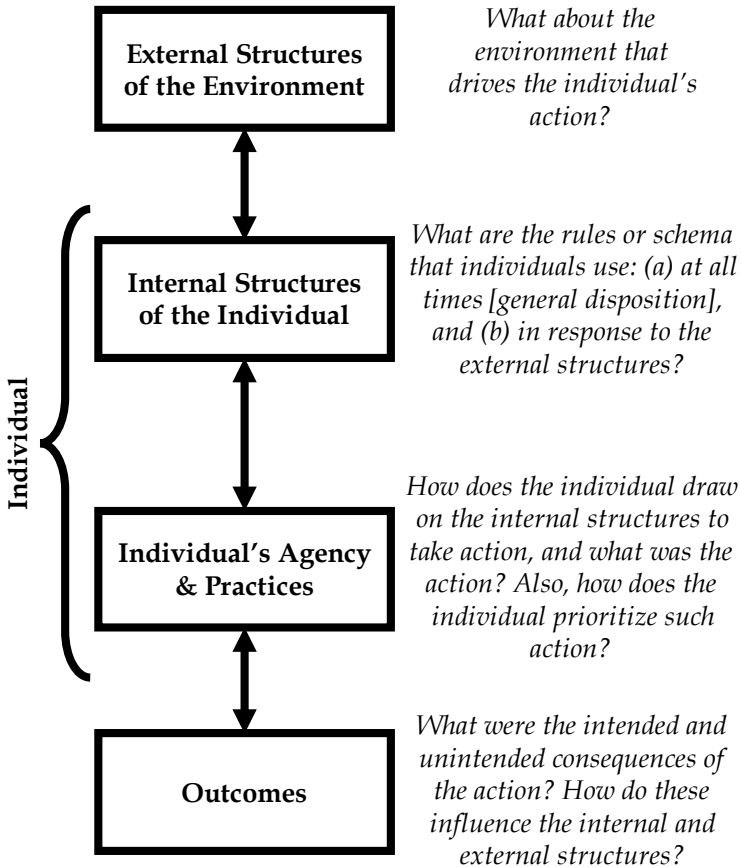 External Structures
of the Environment
What about the
environment that
drives the individual's
action?
Individual
Internal Structures
of the Individual
What are the rules or schema
that individuals use: (a) at all
times [general disposition],
and (b) in response to the
external structures?
Individual's Agency
& Practices
How does the individual draw
on the internal structures to
take action, and what was the
action? Also, how does the
individual prioritize such
action?
Outcomes
What were the intended and
unintended consequences of
the action? How do these
influence the internal and
external structures?